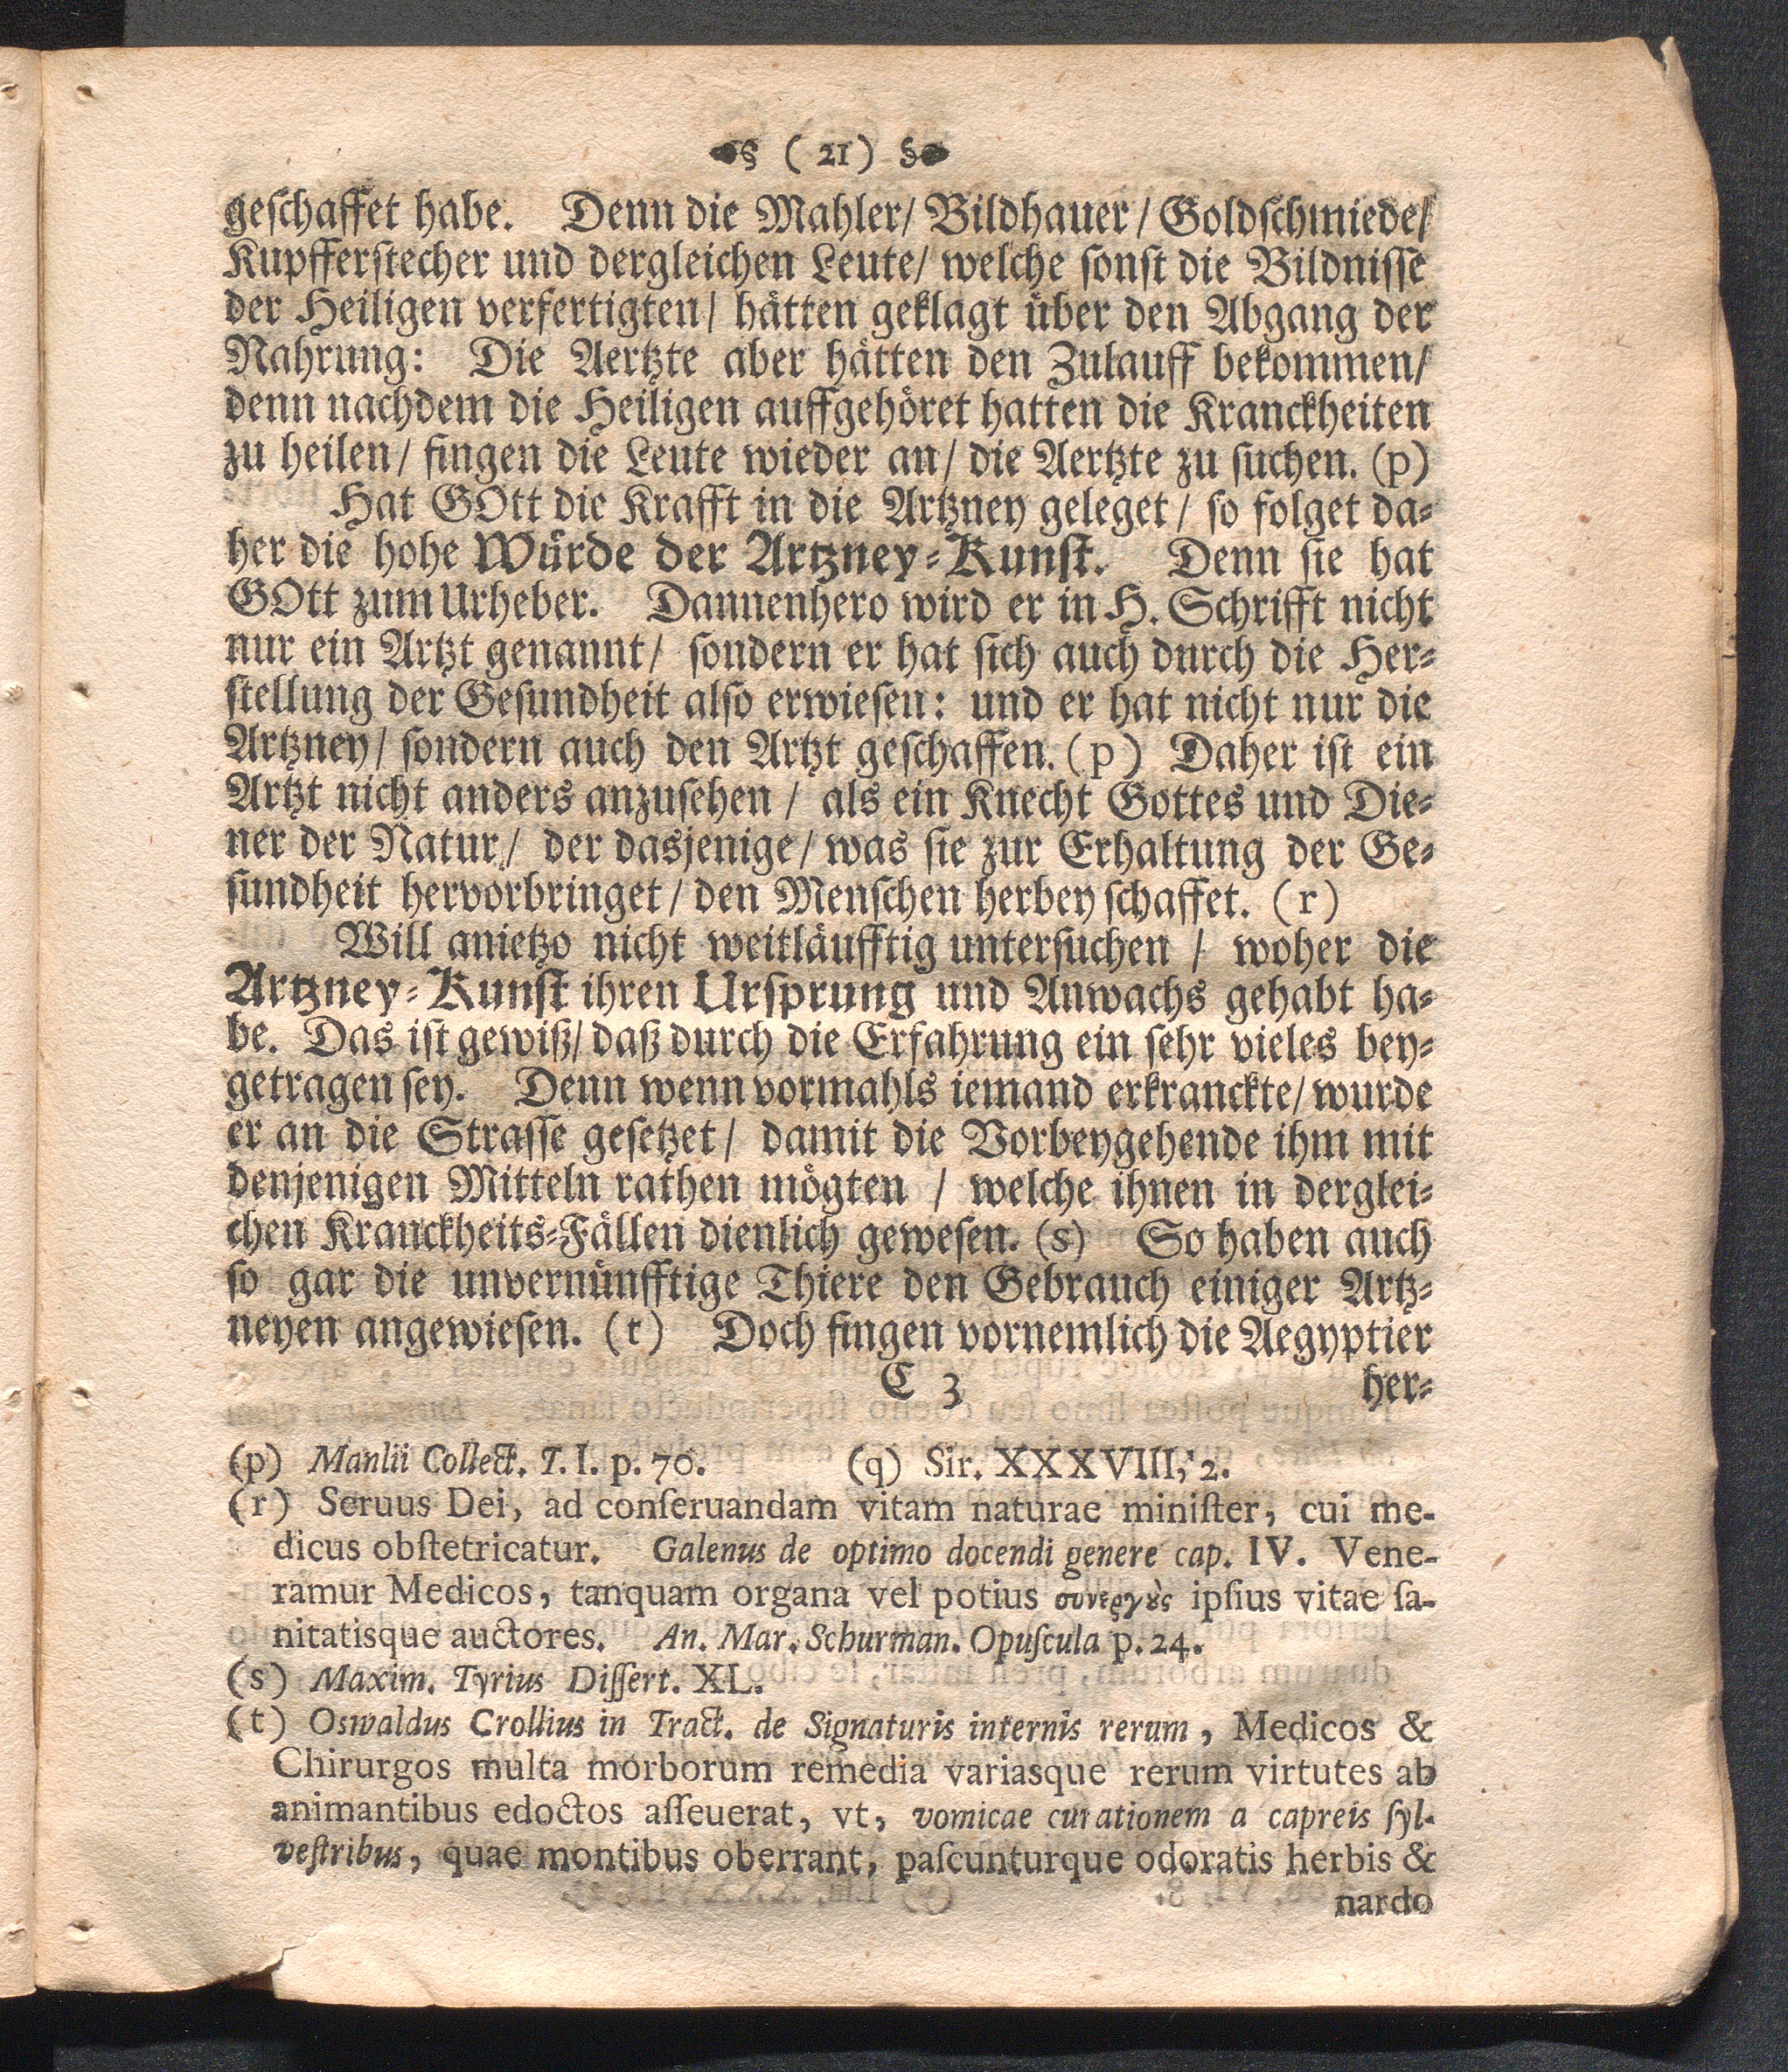 ( 21 )
geschaffet habe. Denn die Mahler/ Bildhauer/ Goldschmiede/
Kupfferstecher und dergleichen Leute/ welche sonst die Bildnisse
der Heiligen verfertigten/ hätten geklagt über den Abgang der
Nahrung: Die Aertzte aber hätten den Zulauff bekommen/
denn nachdem die Heiligen auffgehöret hatten die Kranckheiten
zu heilen/ fingen die Leute wieder an/ die Aertzte zu suchen. (p)
Hat GOtt die Krafft in die Artzney geleget/ so folget da-
her die hohe Würde der Artzney-Kunst. Denn sie hat
GOtt zum Urheber. Dannenhero wird er in H. Schrifft nicht
nur ein Artzt genannt/ sondern er hat sich auch durch die Her-
stellung der Gesundheit also erwiesen: und er hat nicht nur die
Artzney/ sondern auch den Artzt geschaffen. (p) Daher ist ein
Artzt nicht anders anzusehen/ als ein Knecht Gottes und Die-
ner der Natur/ der dasjenige/ was sie zur Erhaltung der Ge-
sundheit hervorbringet/ den Menschen herbey schaffet. (r)
Will anietzo nicht weitläufftig untersuchen/ woher die
Artzney-Kunst ihren Ursprung und Anwachs gehabt ha-
be. Das ist gewiß/ daß durch die Erfahrung ein sehr vieles bey-
getragen sey. Denn wenn vormahls iemand erkranckte/ wurde
er an die Strasse gesetzet/ damit die Vorbeygehende ihm mit
denjenigen Mitteln rathen mögten/ welche ihnen in derglei-
chen Kranckheits-Fällen dienlich gewesen. (s) So haben auch
so gar die unvernünfftige Thiere den Gebrauch einiger Artz-
neyen angewiesen. (t) Doch fingen vornemlich die Aegyptier
C 3 her-
(p) Manlii Collect. T. I. p. 70. (q) Sir. XXXVIII, 2.
(r) Seruus Dei, ad conseruandam vitam naturae minister, cui me-
dicus obstetricatur. Galenus de optimo docendi genere cap. IV. Vene-
ramur Medicos, tanquam organa vel potius συνεργȣ̀ς ipsius vitae sa-
nitatisque auctores. An. Mar. Schurman. Opuscula p. 24.
(s) Maxim. Tyrius Dissert. XL.
(t) Oswaldus Crollius in Tract. de Signaturis internis rerum, Medicos &
Chirurgos multa morborum remedia variasque rerum virtutes ab
animantibus edoctos asseuerat, vt, vomicae curationem a capreis syl-
vestribus, quae montibus oberrant, pascunturque odoratis herbis &
nardo